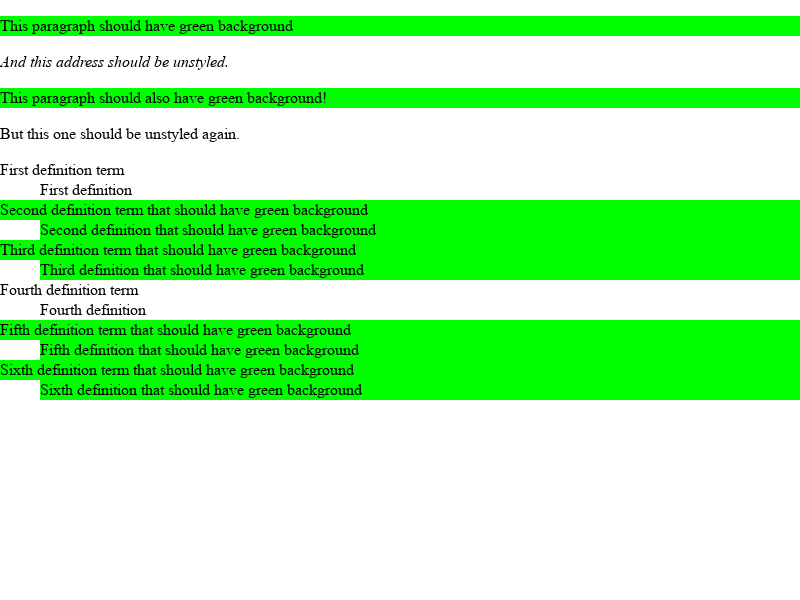 This paragraph should have green background
And this address should be unstyled.
This paragraph should also have green background!
But this one should be unstyled again.
First definition term
First definition
Second definition term that should have green background
Second definition that should have green background
Third definition term that should have green background
Third definition that should have green background
Fourth definition term
Fourth definition
Fifth definition term that should have green background
Fifth definition that should have green background
Sixth definition term that should have green background
Sixth definition that should have green background